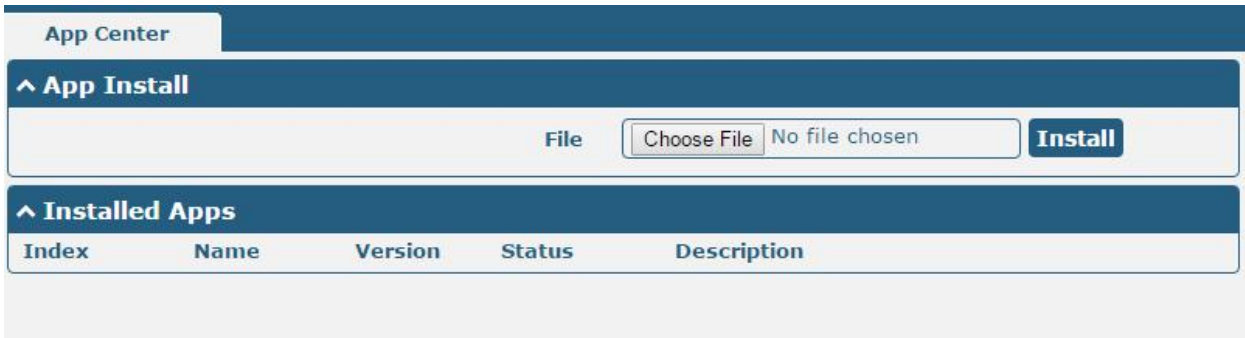 App Center
App Install
File Choose File No file chosen Install
Installed Apps
Index Name Version Status Description